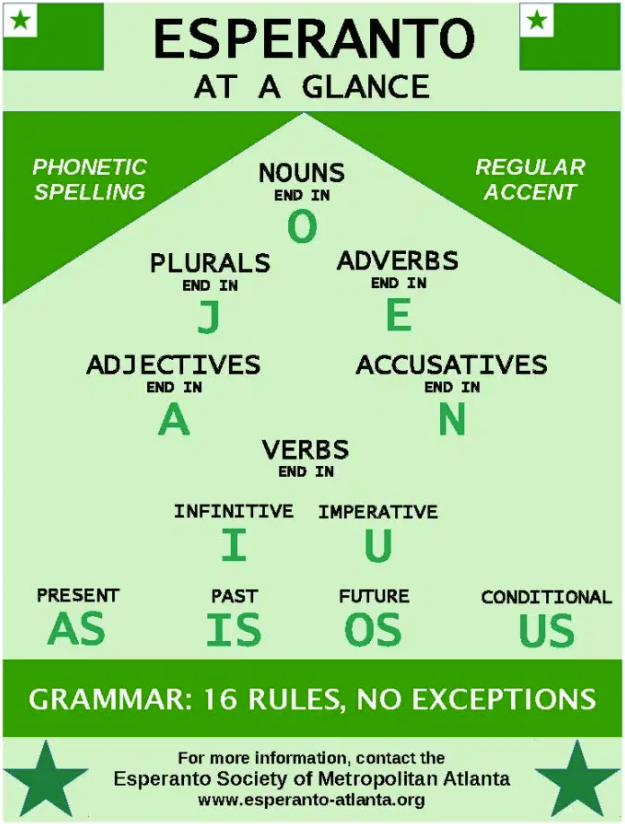 ESPERANTO
AT A GLANCE
PHONETIC
SPELLING
REGULAR
ACCENT
NOUNS
END IN
O
PLURALS
END IN
J
ADVERBS
END IN
E
ADJECTIVES
END IN
A
ACCUSATIVES
END IN
N
VERBS
END IN
INFINITIVE
I
IMPERATIVE
U
PRESENT
AS
PAST
IS
FUTURE
OS
CONDITIONAL
US
GRAMMAR: 16 RULES, NO EXCEPTIONS
For more information, contact the
Esperanto Society of Metropolitan Atlanta
www.esperanto-atlanta.org